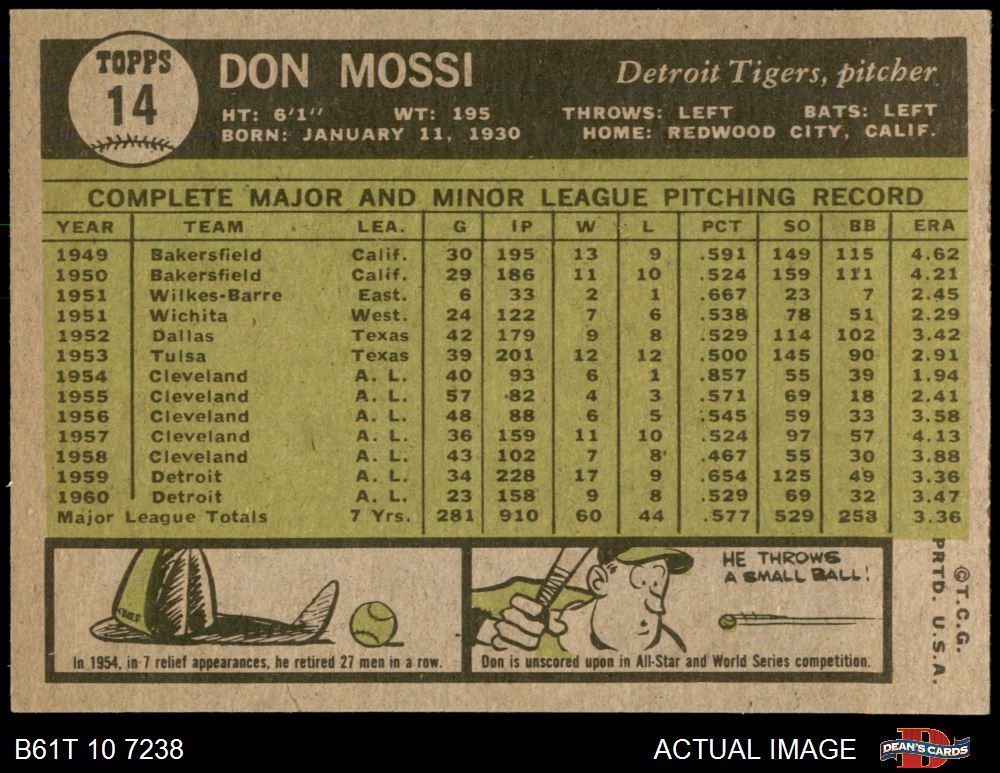 TOPPS
14
DON MOSSI
Detroit Tigers, pitcher
HT: 6'1" WT: 195 THROWS: LEFT BATS: LEFT
BORN: JANUARY 11, 1930 HOME: REDWOOD CITY, CALIF.
COMPLETE MAJOR AND MINOR LEAGUE PITCHING RECORD
YEAR TEAM LEA. G IP W L PCT SO BB ERA
1949 Bakersfield Calif. 30 195 13 9 .591 149 115 4.62
1950 Bakersfield Calif. 29 186 11 10 .524 159 111 4.21
1951 Wilkes-Barre East. 6 33 2 1 .667 23 7 2.45
1951 Wichita West. 24 122 7 6 .538 78 51 2.29
1952 Dallas Texas 42 179 9 8 .529 114 102 3.42
1953 Tulsa Texas 39 201 12 12 .500 145 90 2.91
1954 Cleveland A. L. 40 93 6 1 .857 55 39 1.94
1955 Cleveland A. L. 57 82 4 3 .571 69 18 2.41
1956 Cleveland A. L. 48 88 6 5 .545 59 33 3.58
1957 Cleveland A. L. 36 159 11 10 .524 97 57 4.13
1958 Cleveland A. L. 43 102 7 8 .467 55 30 3.88
1959 Detroit A. L. 34 228 17 9 .654 125 49 3.36
1960 Detroit A. L. 23 158 9 8 .529 69 32 3.47
Major League Totals 7 Yrs. 281 910 60 44 .577 529 258 3.36
In 1954, in 7 relief appearances, he retired 27 men in a row.
HE THROWS
A SMALL BALL!
Don is unscored upon in All-Star and World Series competition.
©T.C.G.
PRTD. U.S.A.
B61T 10 7238
ACTUAL IMAGE
DEAN'S CARDS